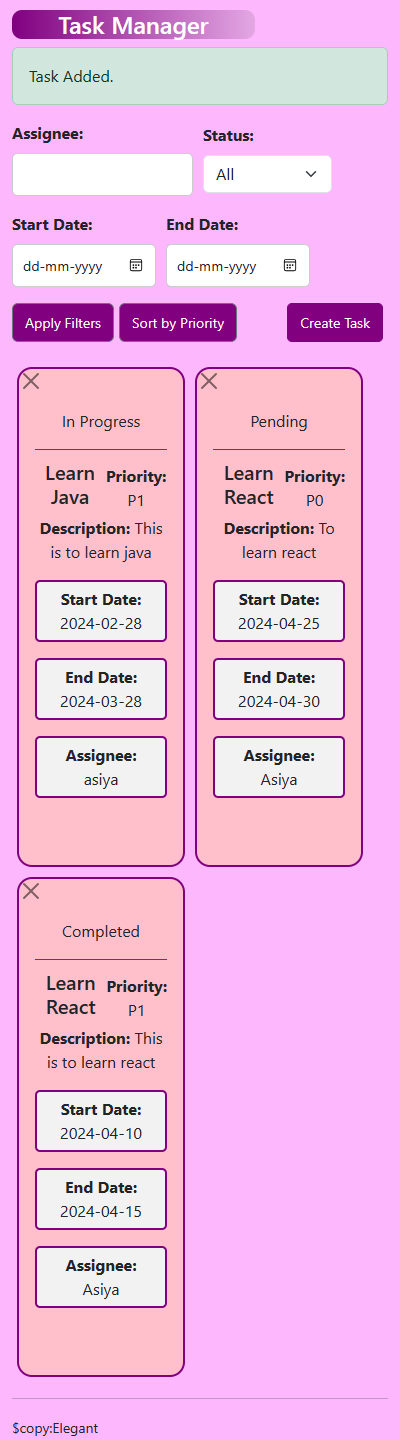 Task Manager
Task Added.
Assignee:
Status:
All
Start Date:
End Date:
dd-mm-yyyy
dd-mm-yyyy
Apply Filters
Sort by Priority
Create Task
In Progress
Learn
Java
Priority:
P1
Description: This
is to learn java
Start Date:
2024-02-28
End Date:
2024-03-28
Assignee:
asiya
Pending
Learn
React
Priority:
P0
Description: To
learn react
Start Date:
2024-04-25
End Date:
2024-04-30
Assignee:
Asiya
Completed
Learn
React
Priority:
P1
Description: This
is to learn react
Start Date:
2024-04-10
End Date:
2024-04-15
Assignee:
Asiya
$copy:Elegant